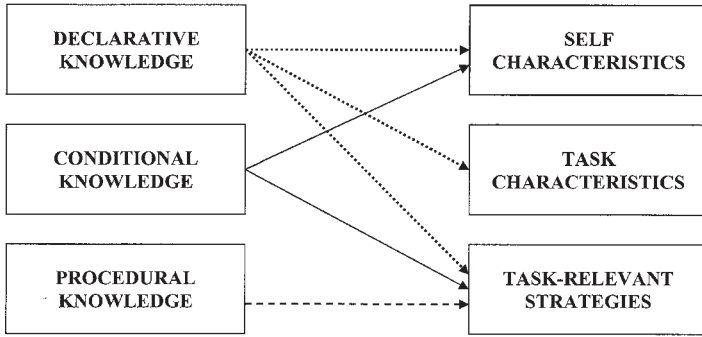 DECLARATIVE
KNOWLEDGE
SELF
CHARACTERISTICS
CONDITIONAL
KNOWLEDGE
TASK
CHARACTERISTICS
PROCEDURAL
KNOWLEDGE
TASK-RELEVANT
STRATEGIES